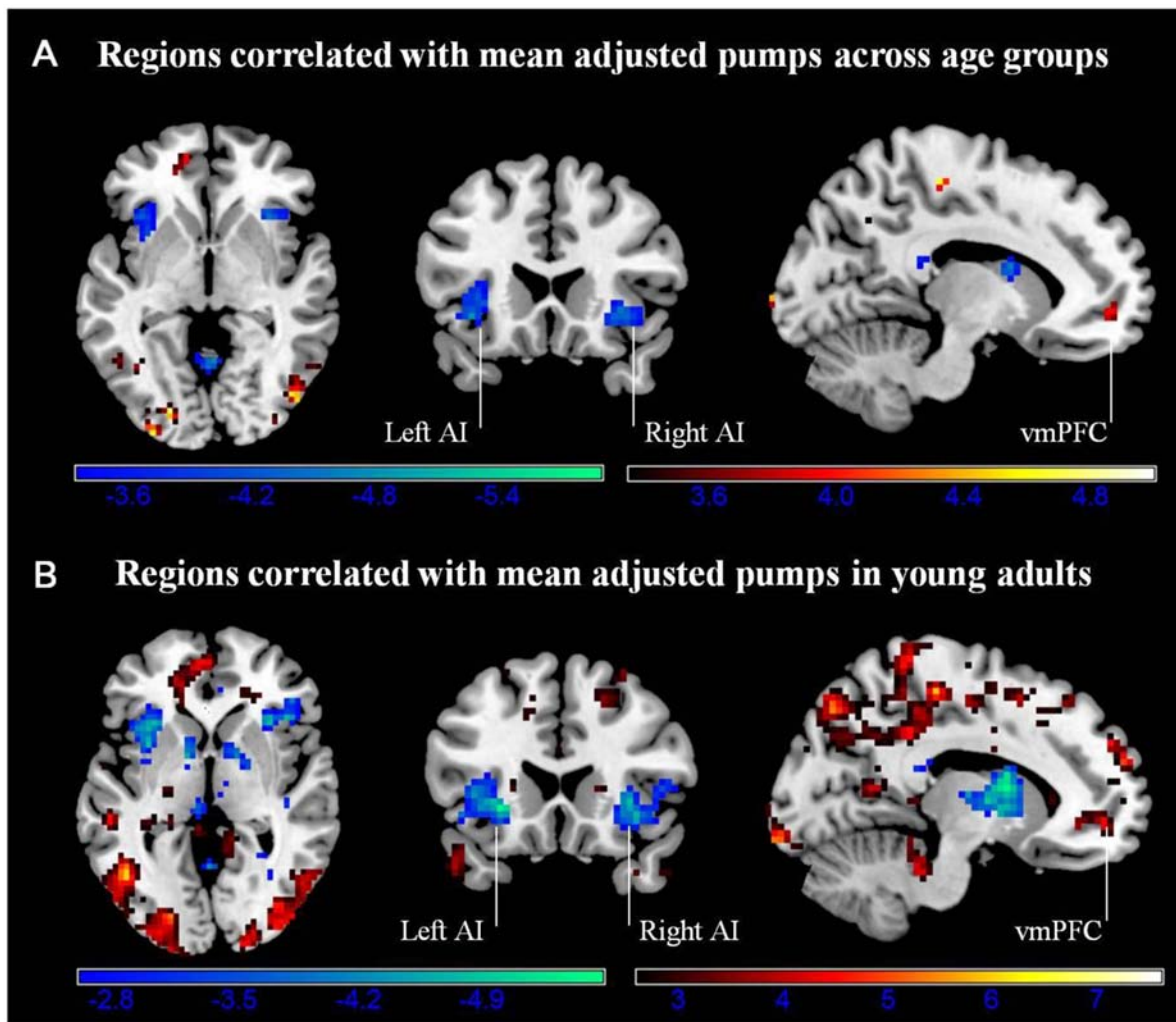 A Regions correlated with mean adjusted pumps across age groups
Left AI Right AI vmPFC
-3.6 -4.2 -4.8 -5.4 3.6 4.0 4.4 4.8
B Regions correlated with mean adjusted pumps in young adults
Left AI Right AI vmPFC
-2.8 -3.5 -4.2 -4.9 3 4 5 6 7